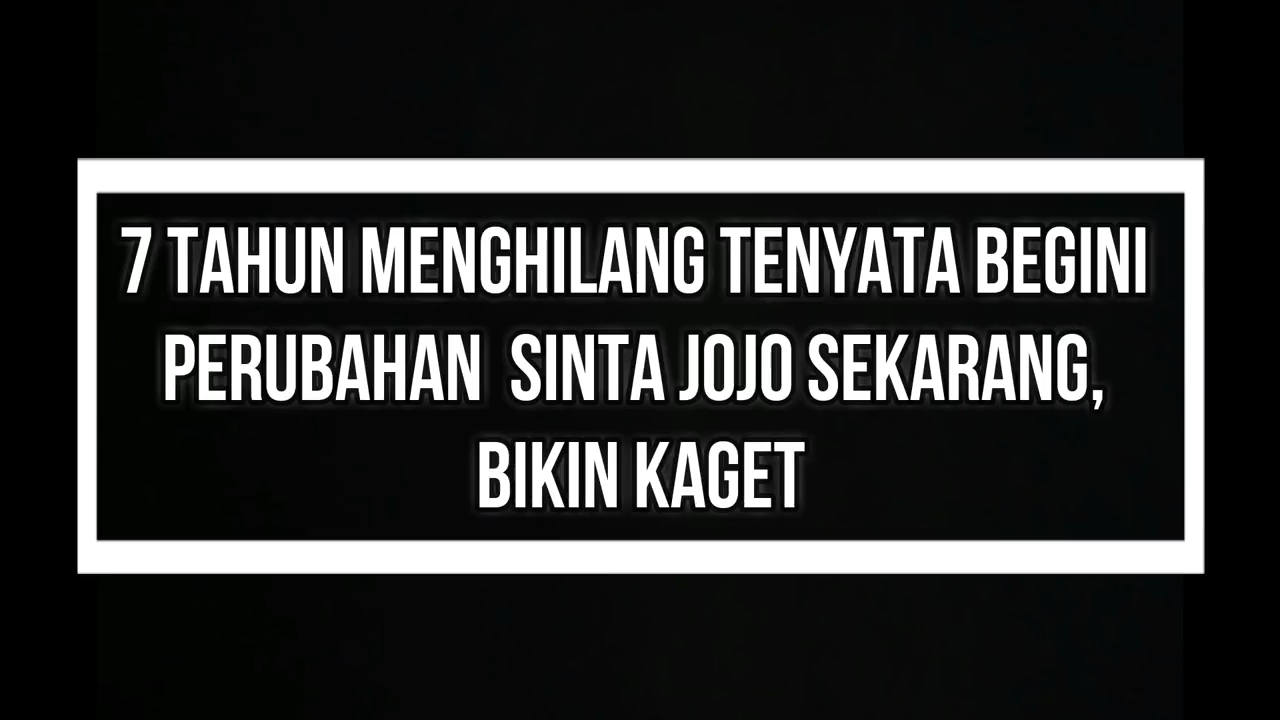 7 TAHUN MENGHILANG TENYATA BEGINI
PERUBAHAN SINTA JOJO SEKARANG,
BIKIN KAGET